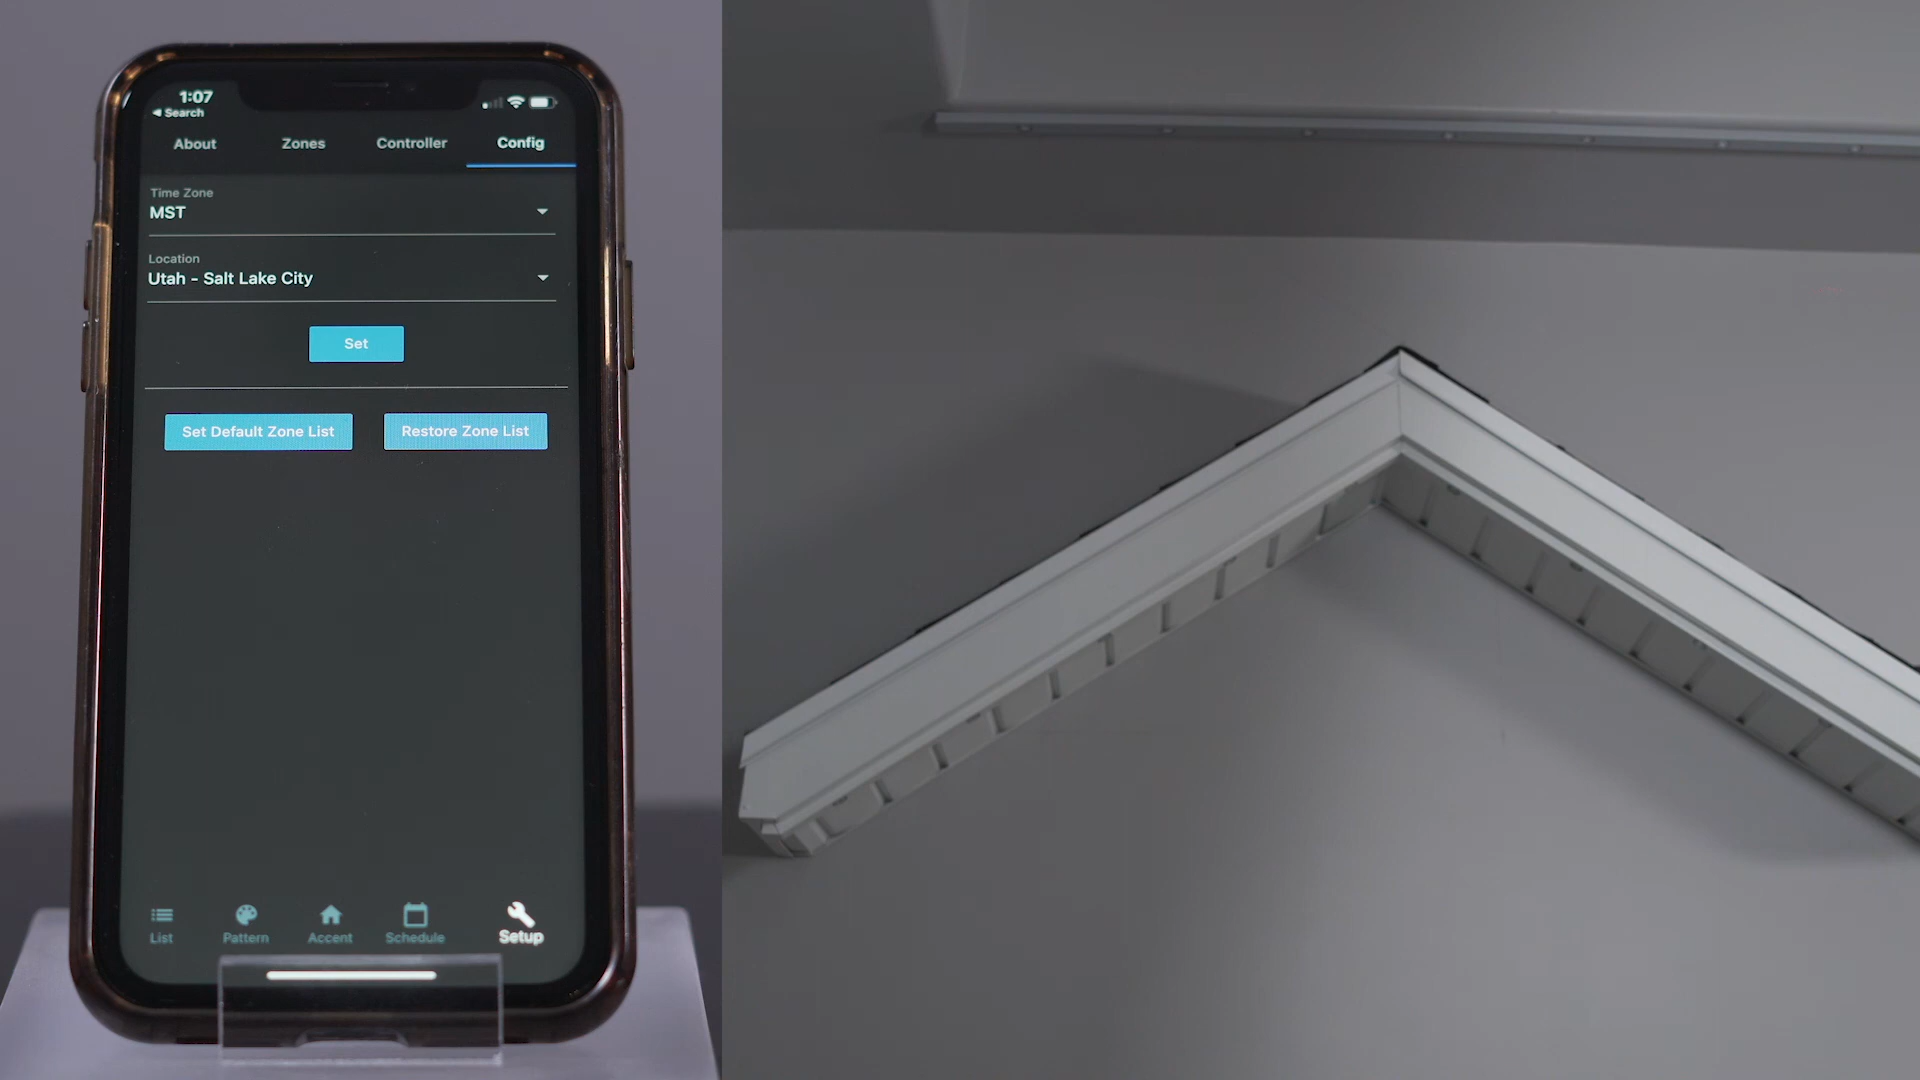 1:07
◀ Search
About Zones Controller Config
Time Zone
MST
Location
Utah - Salt Lake City
Set
Set Default Zone List Restore Zone List
List Pattern Accent Schedule Setup